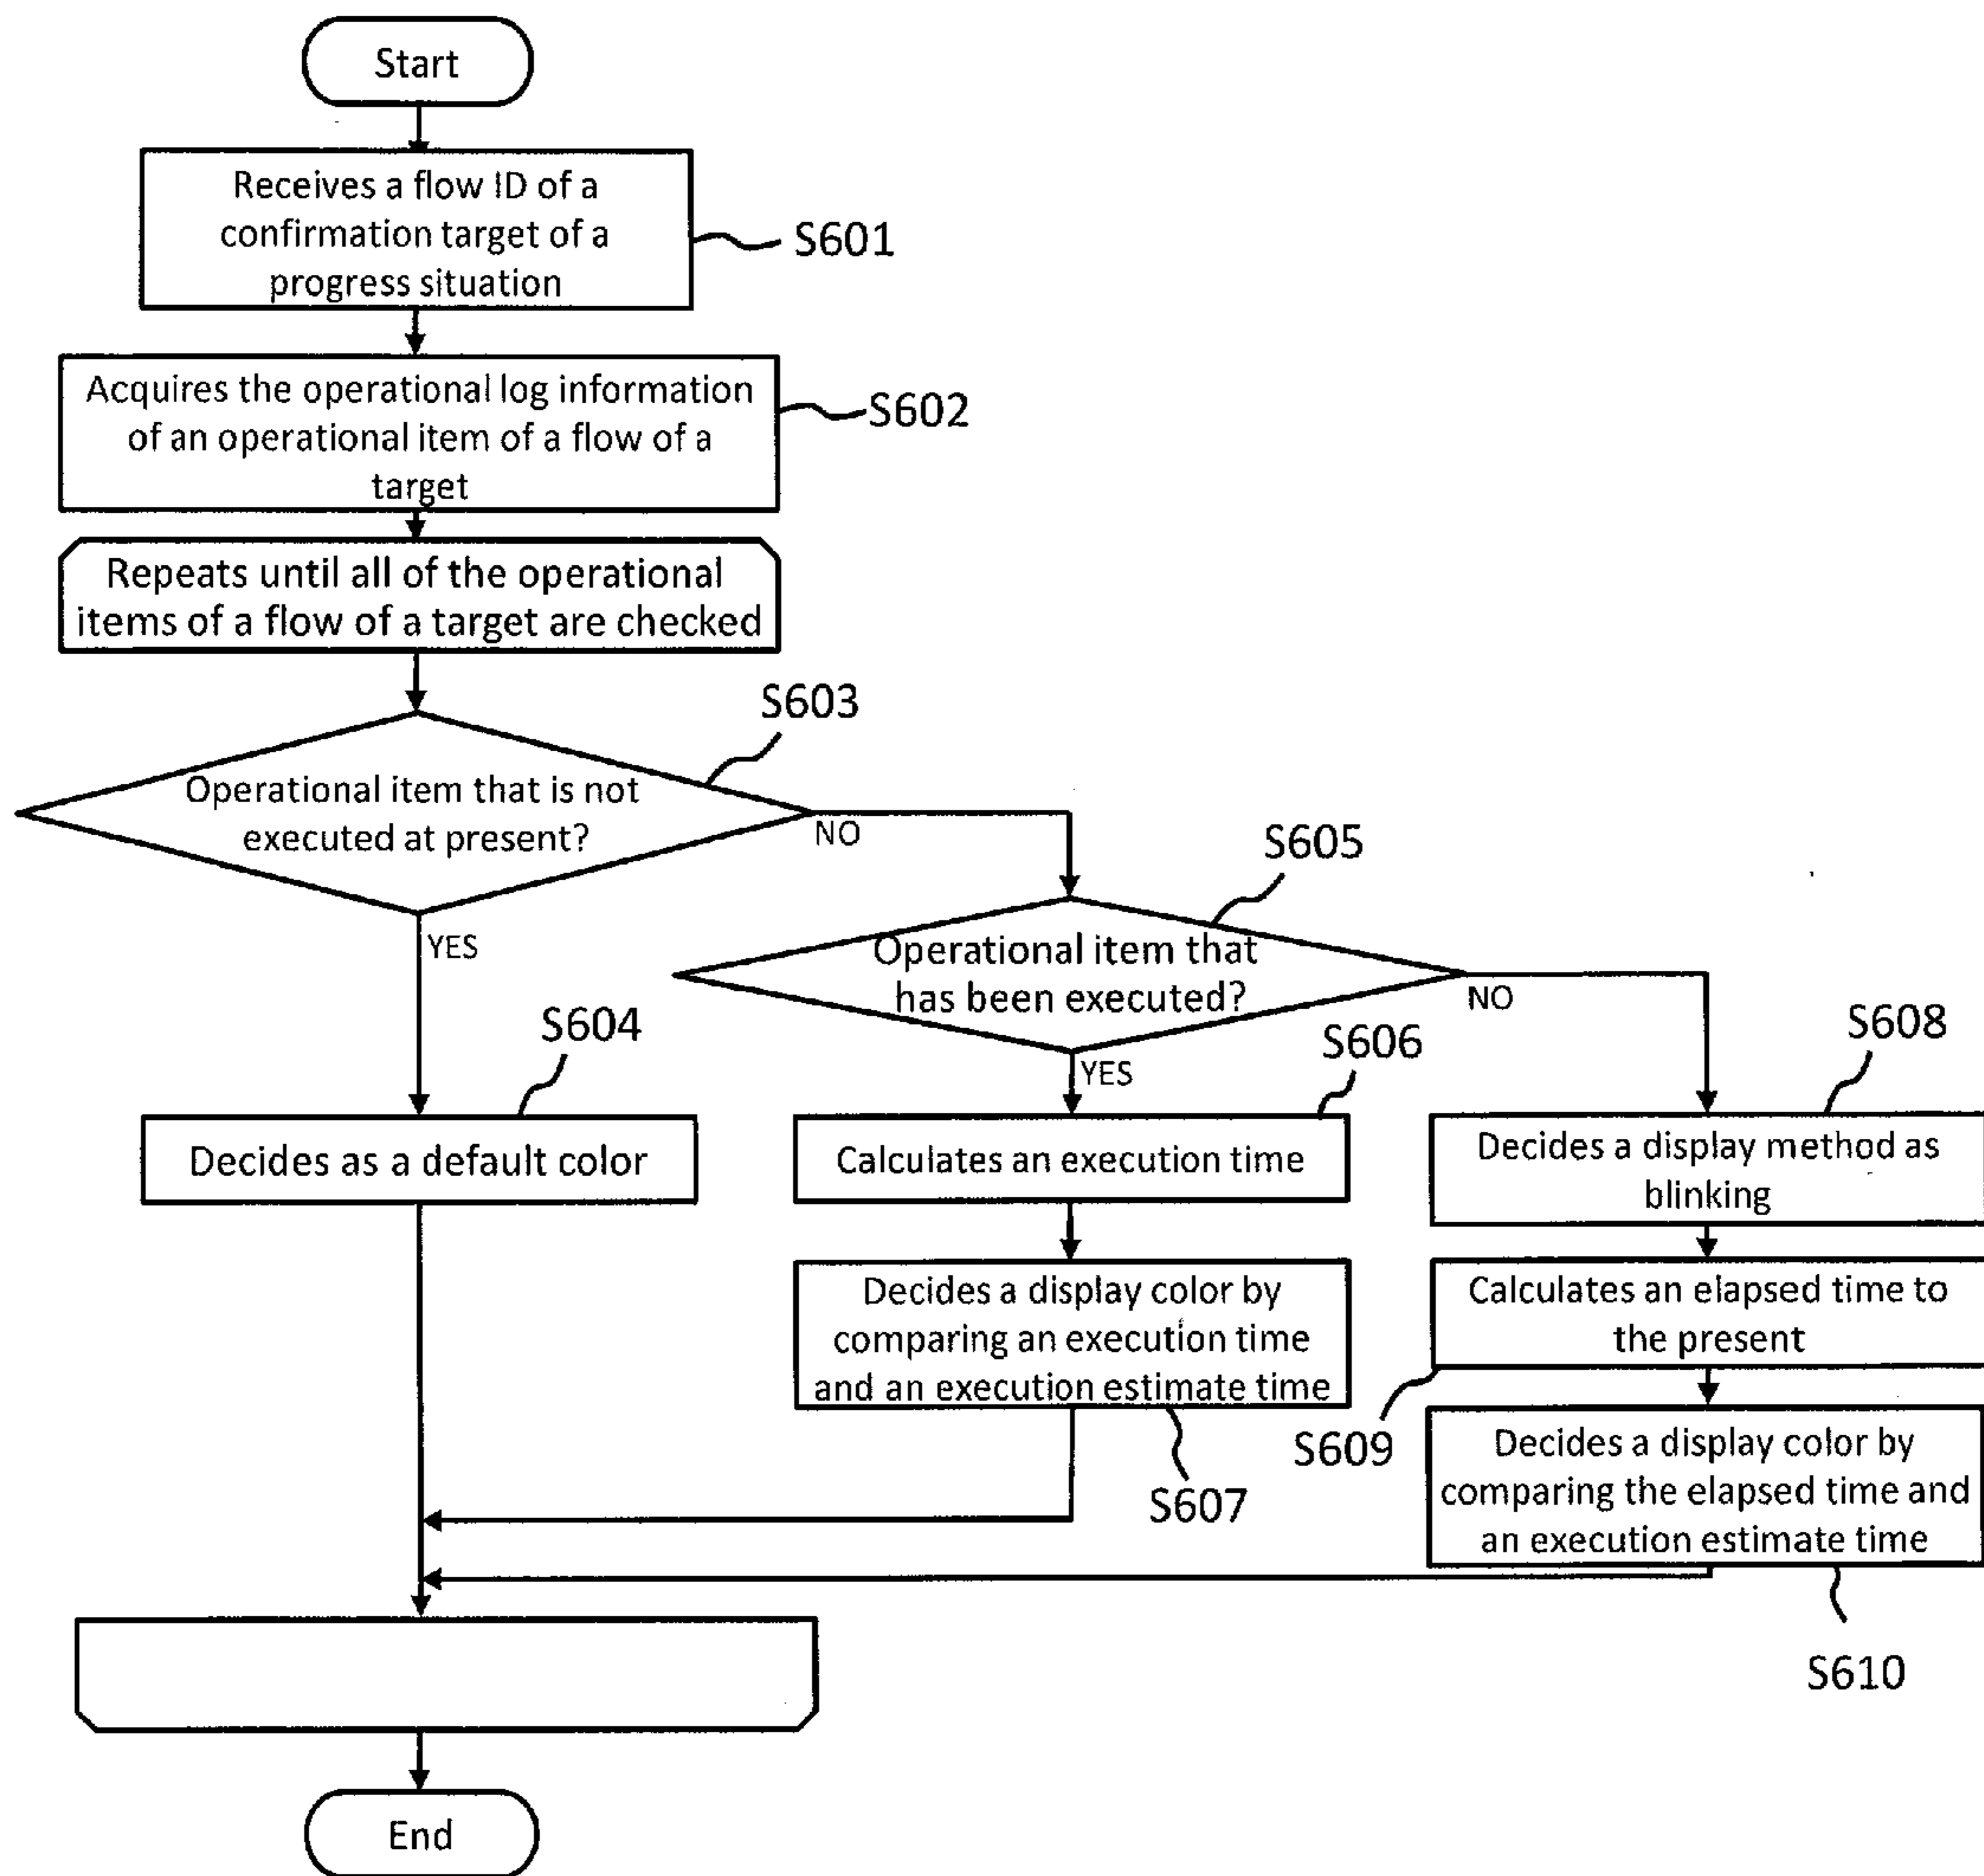 Start
Receives a flow ID of a
confirmation target of a
progress situation
S601
Acquires the operational log information
of an operational item of a flow of a
target
S602
Repeats until all of the operational
items of a flow of a target are checked
S603
Operational item that is not
executed at present?
NO
YES
S605
Operational item that
has been executed?
NO
YES
S604
Decides as a default color
S606
Calculates an execution time
S608
Decides a display method as
blinking
Decides a display color by
comparing an execution time
and an execution estimate time
S607
Calculates an elapsed time to
the present
S609
Decides a display color by
comparing the elapsed time and
an execution estimate time
S610
End